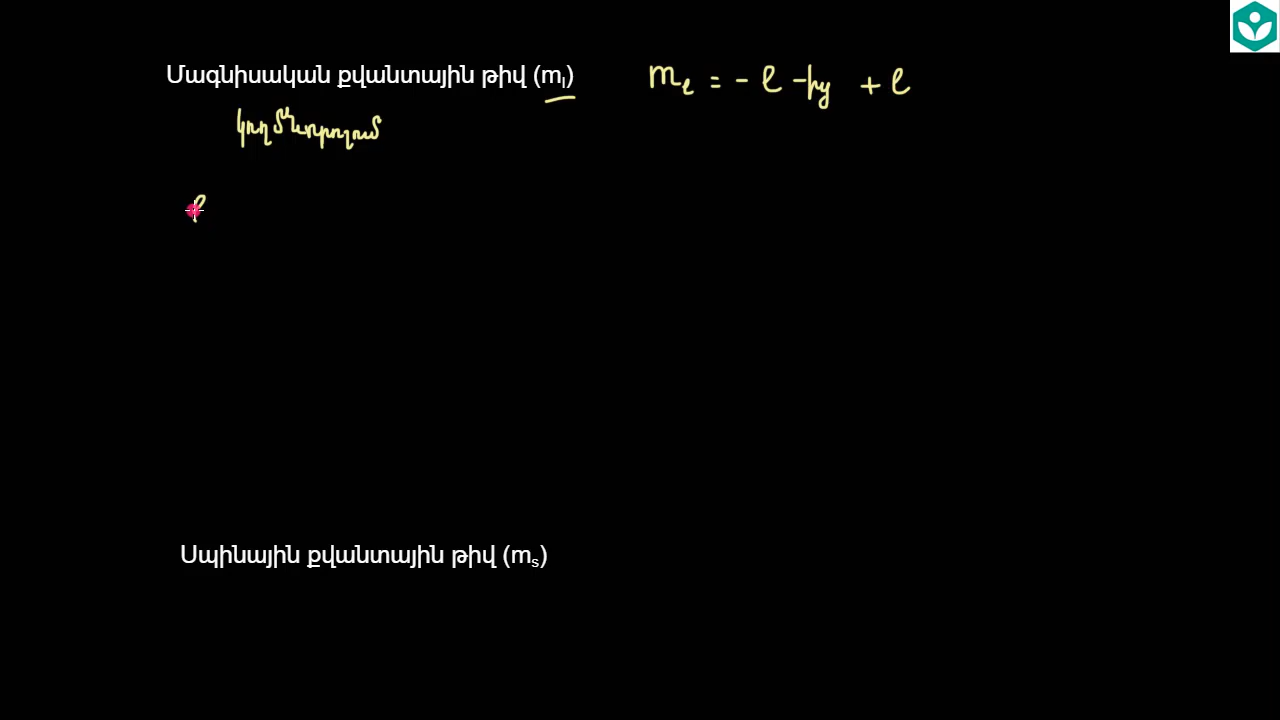 Մագնիսական քվանտային թիվ (mₗ) mₗ = - l -ից + l
կողմնորոշում
l
Սպինային քվանտային թիվ (mₛ)